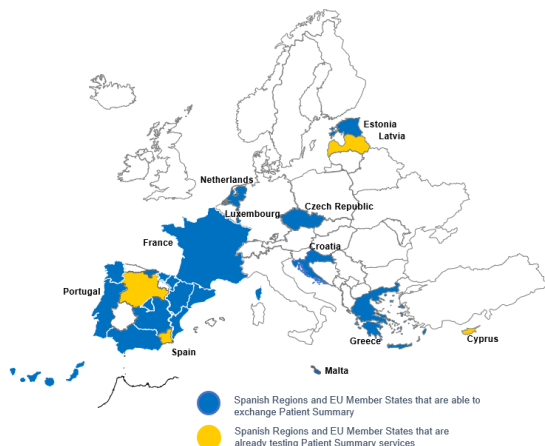 Estonia
Latvia
Netherlands
Luxembourg
Czech Republic
France
Croatia
Portugal
Spain
Greece
Cyprus
Malta
Spanish Regions and EU Member States that are able to
exchange Patient Summary
Spanish Regions and EU Member States that are
already testing Patient Summary services